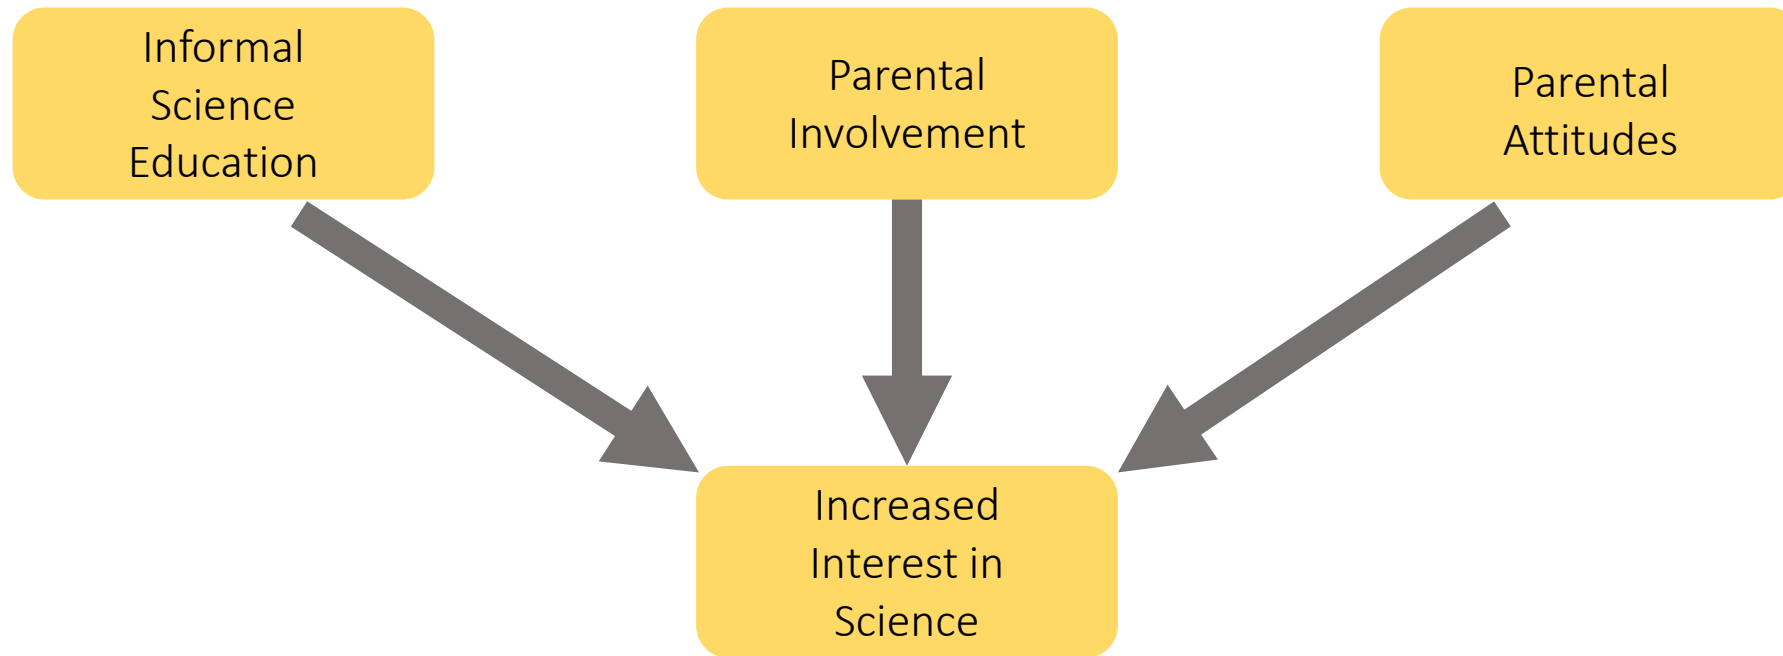 Informal
Science
Education
Parental
Involvement
Parental
Attitudes
Increased
Interest in
Science